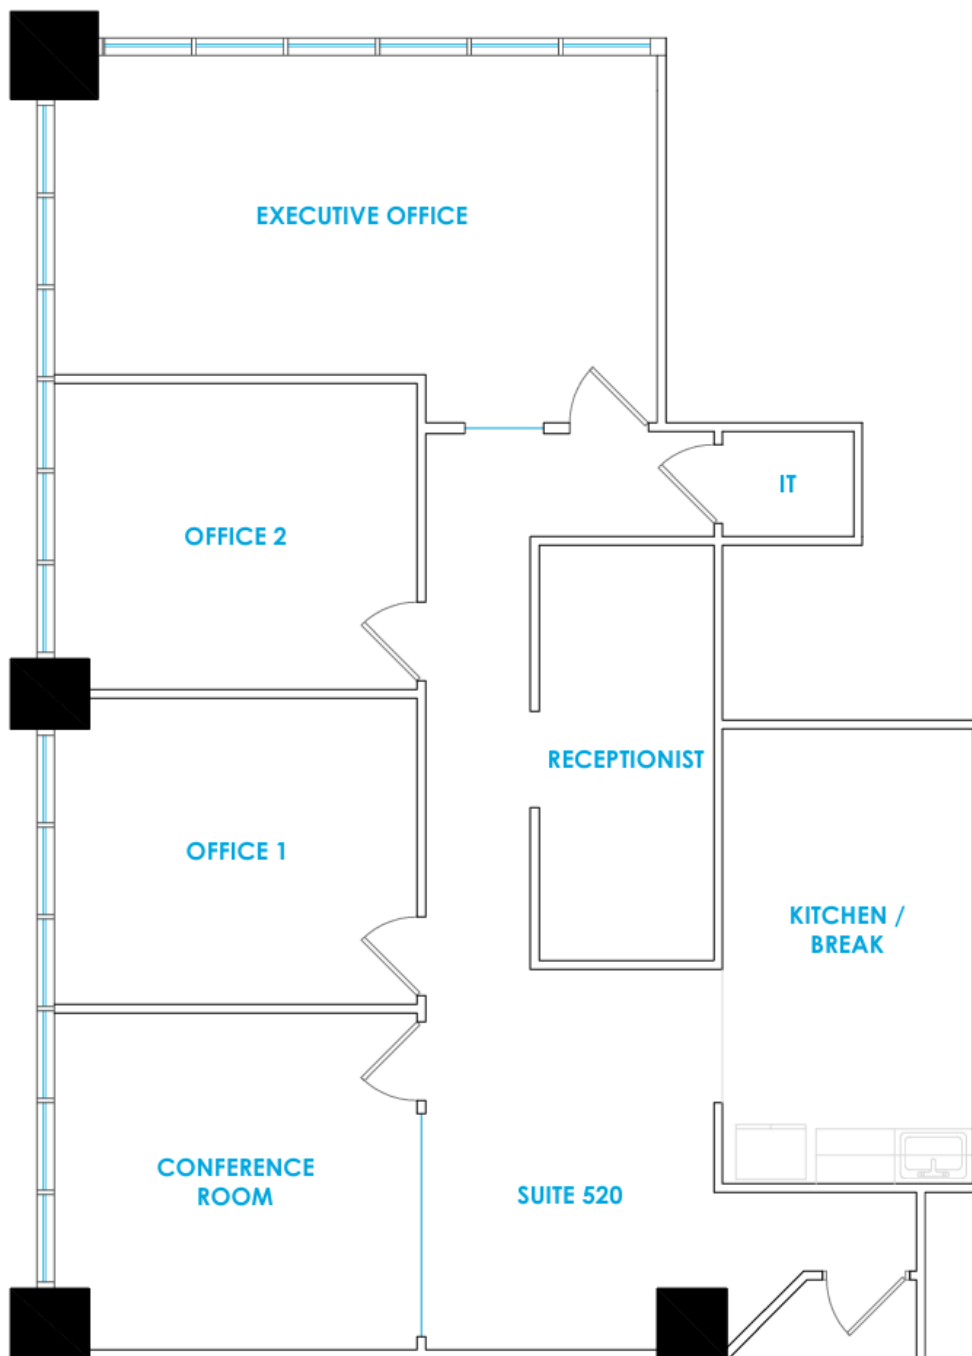 EXECUTIVE OFFICE
IT
OFFICE 2
RECEPTIONIST
OFFICE 1
KITCHEN /
BREAK
CONFERENCE
ROOM
SUITE 520